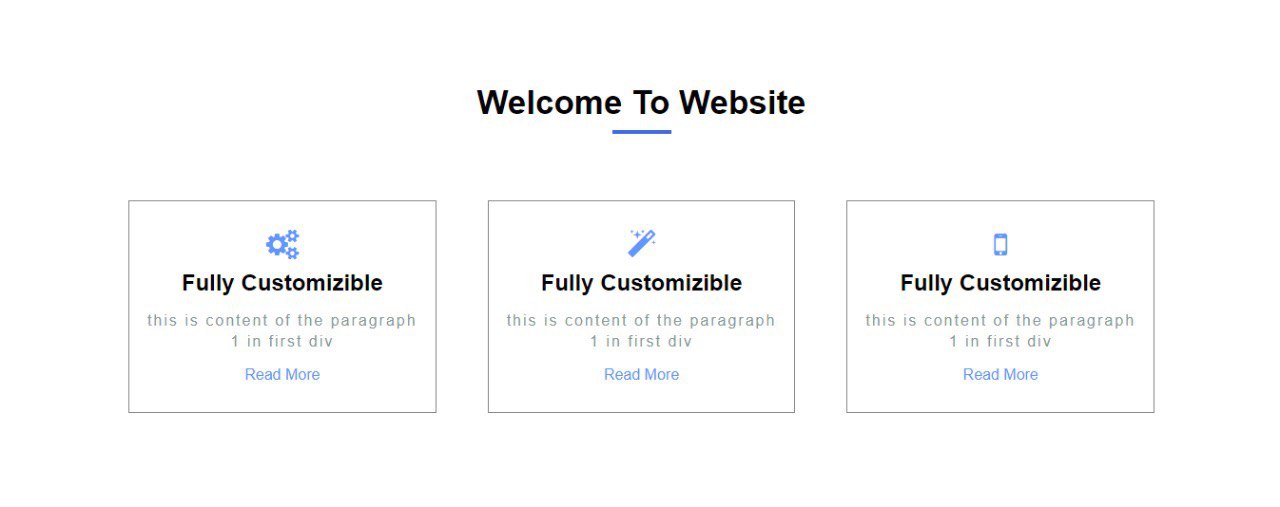 Welcome To Website
Fully Customizible
this is content of the paragraph
1 in first div
Read More
Fully Customizible
this is content of the paragraph
1 in first div
Read More
Fully Customizible
this is content of the paragraph
1 in first div
Read More